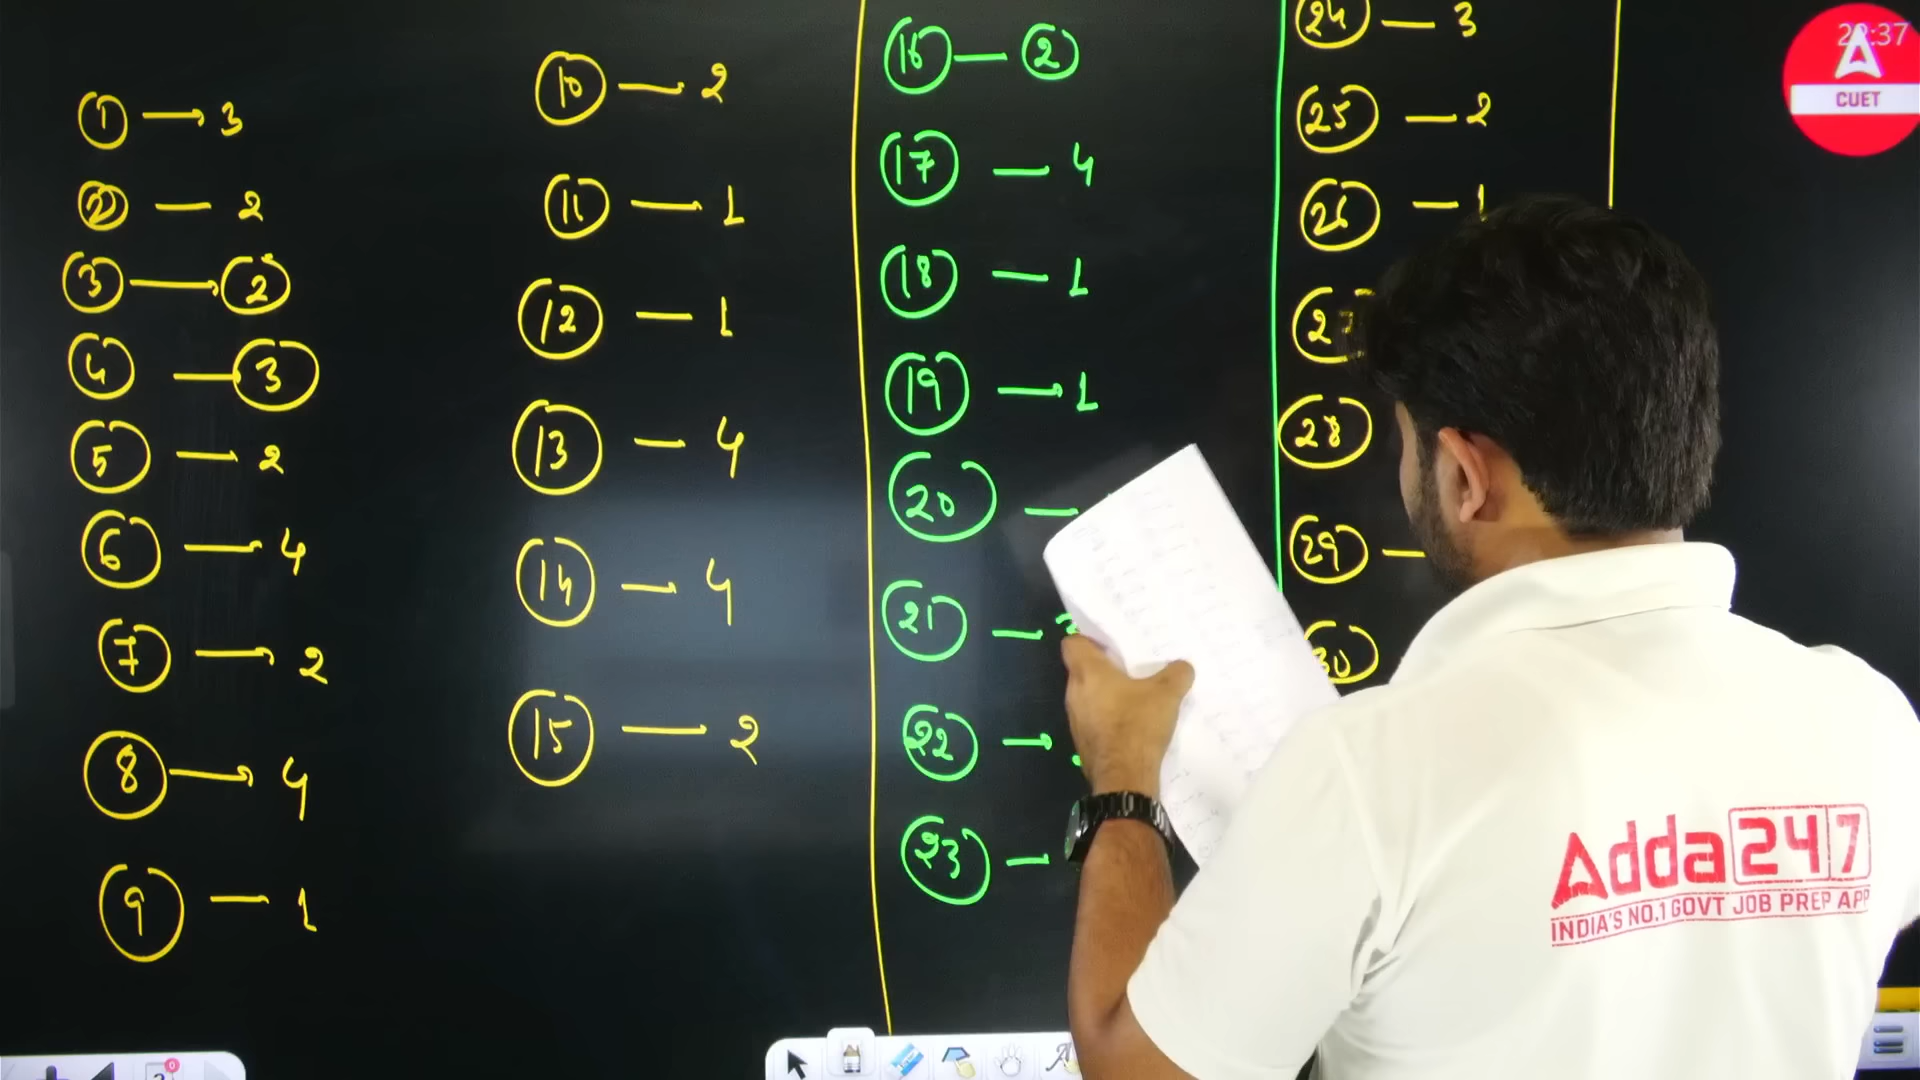 1 → 3
2 — 2
3 → 2
4 — 3
5 — 2
6 — 4
7 → 2
8 → 4
9 — 1
10 — 2
11 — 1
12 — 1
13 — 4
14 — 4
15 — 2
16 — 2
17 — 4
18 — 1
19 → 1
20 —
21 —
22 →
23 —
24 — 3
25 — 2
26 — 1
28
29 —
30
CUET
Adda247
INDIA'S NO.1 GOVT JOB PREP APP